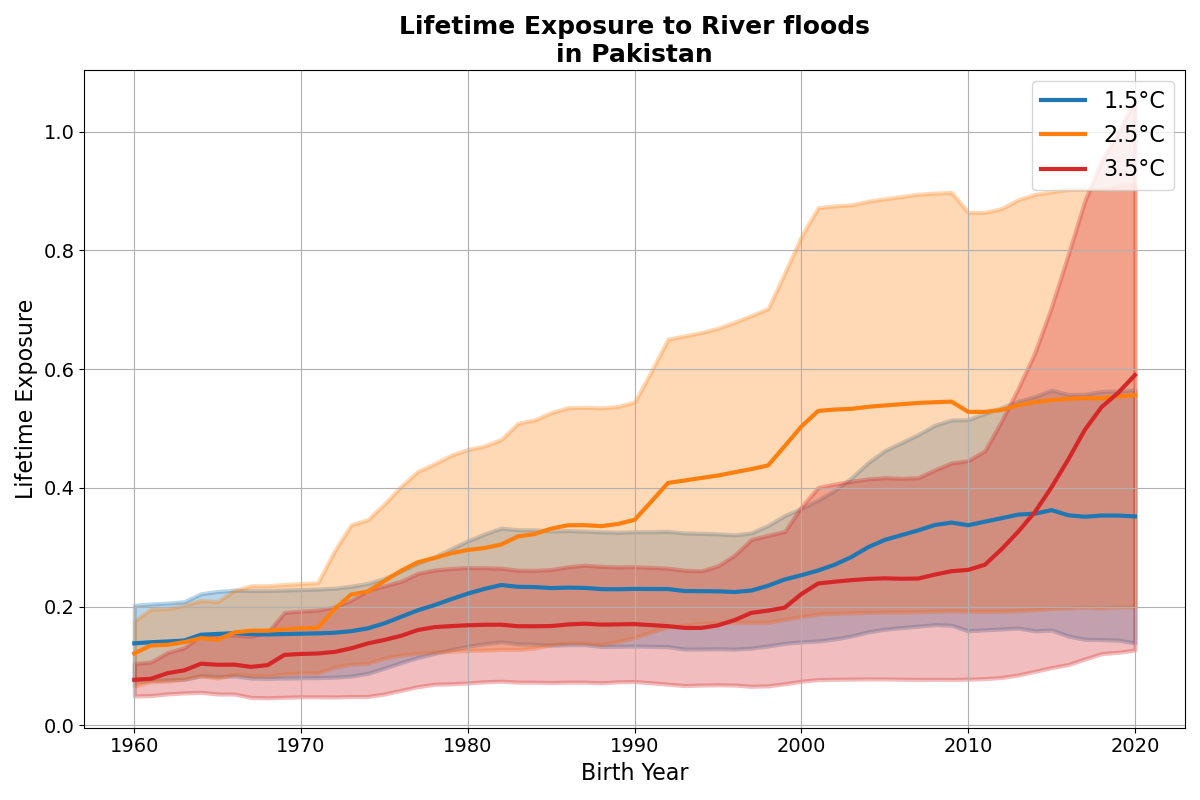 Lifetime Exposure to River floods
in Pakistan
1.5°C
2.5°C
3.5°C
Lifetime Exposure
1.0
0.8
0.6
0.4
0.2
0.0
1960 1970 1980 1990 2000 2010 2020
Birth Year